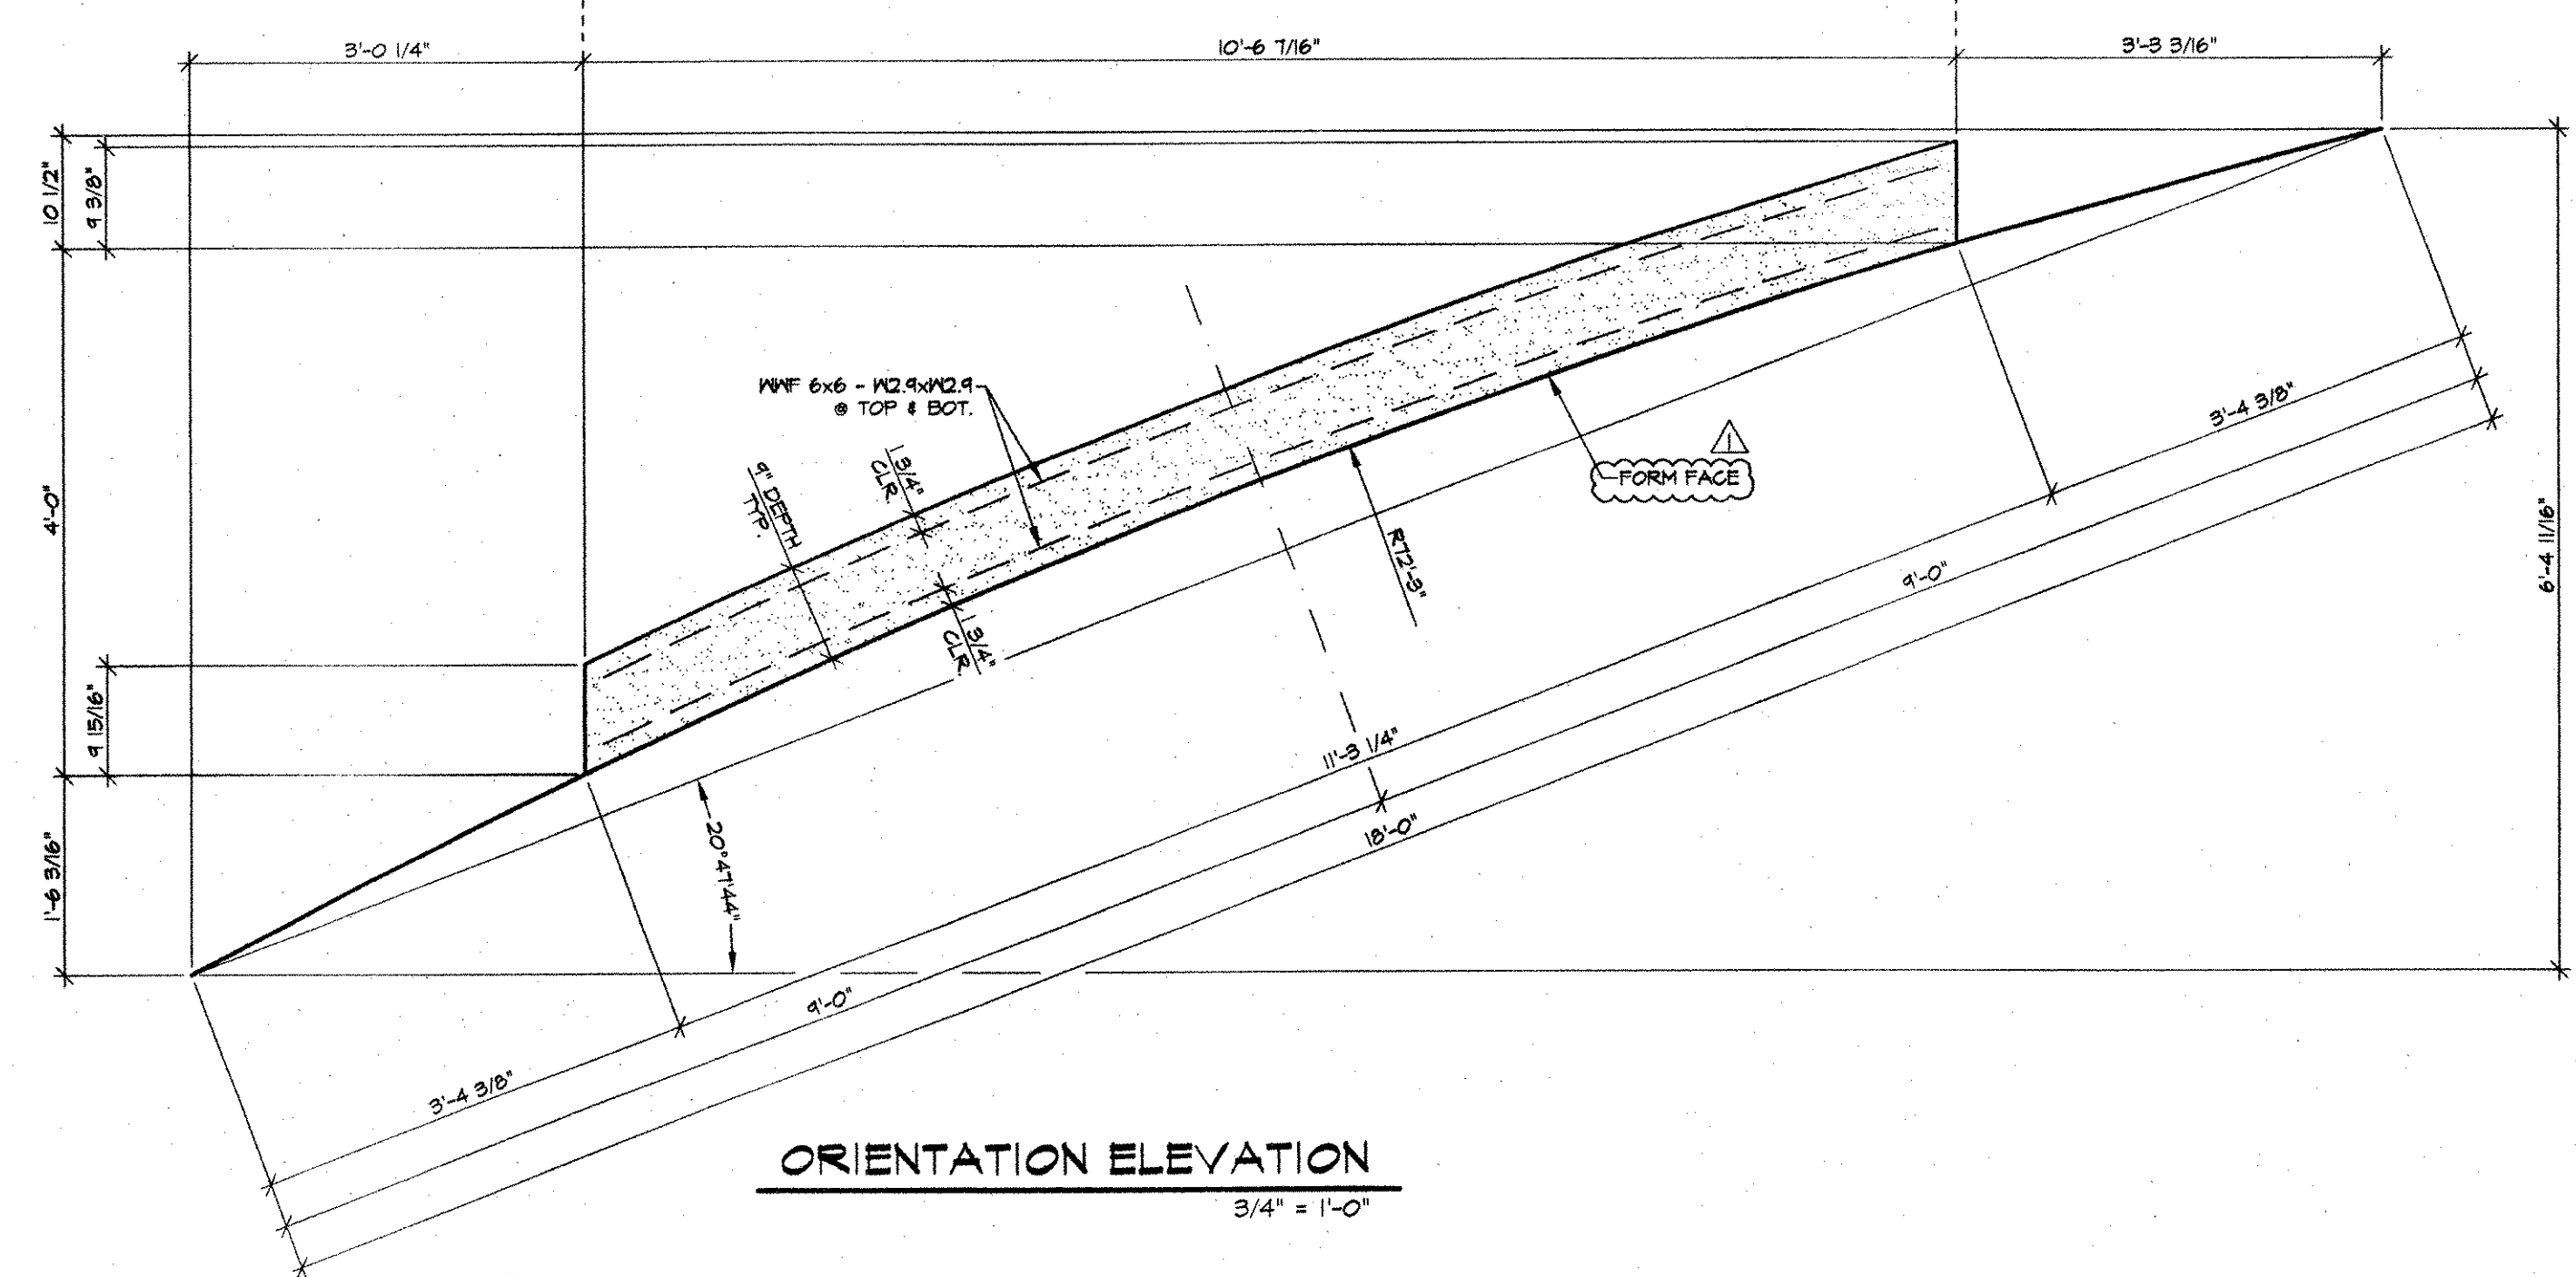 3'-0 1/4"
10'-6 7/16"
3'-3 3/16"
10 1/2"
9 3/8"
4'-0"
9 15/16"
1'-6 3/16"
WWF 6x6 - W2.9xW2.9
@ TOP & BOT.
9" DEPTH
TYP.
1 3/4"
CLR
1 3/4"
CLR
R72'-3"
1
FORM FACE
3'-4 3/8"
9'-0"
6'-4 11/16"
11'-3 1/4"
18'-0"
20°47'44"
9'-0"
3'-4 3/8"
ORIENTATION ELEVATION
3/4" = 1'-0"